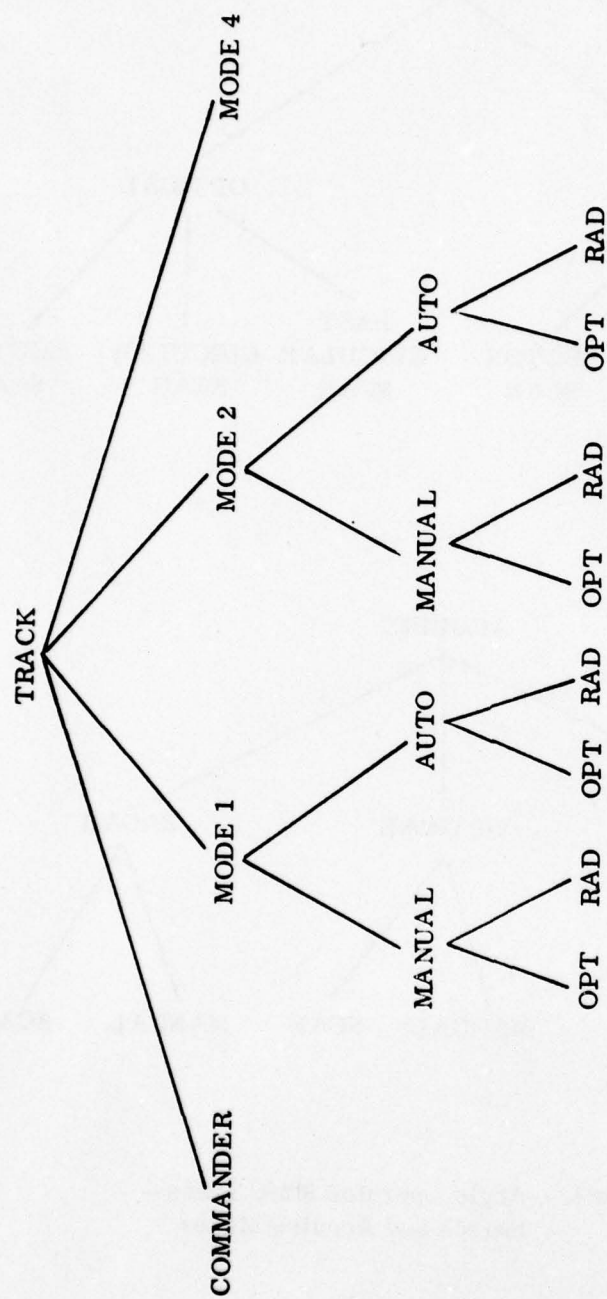 TRACK
COMMANDER MODE 1 MODE 2 MODE 4
MANUAL AUTO MANUAL AUTO
OPT RAD OPT RAD OPT RAD OPT RAD